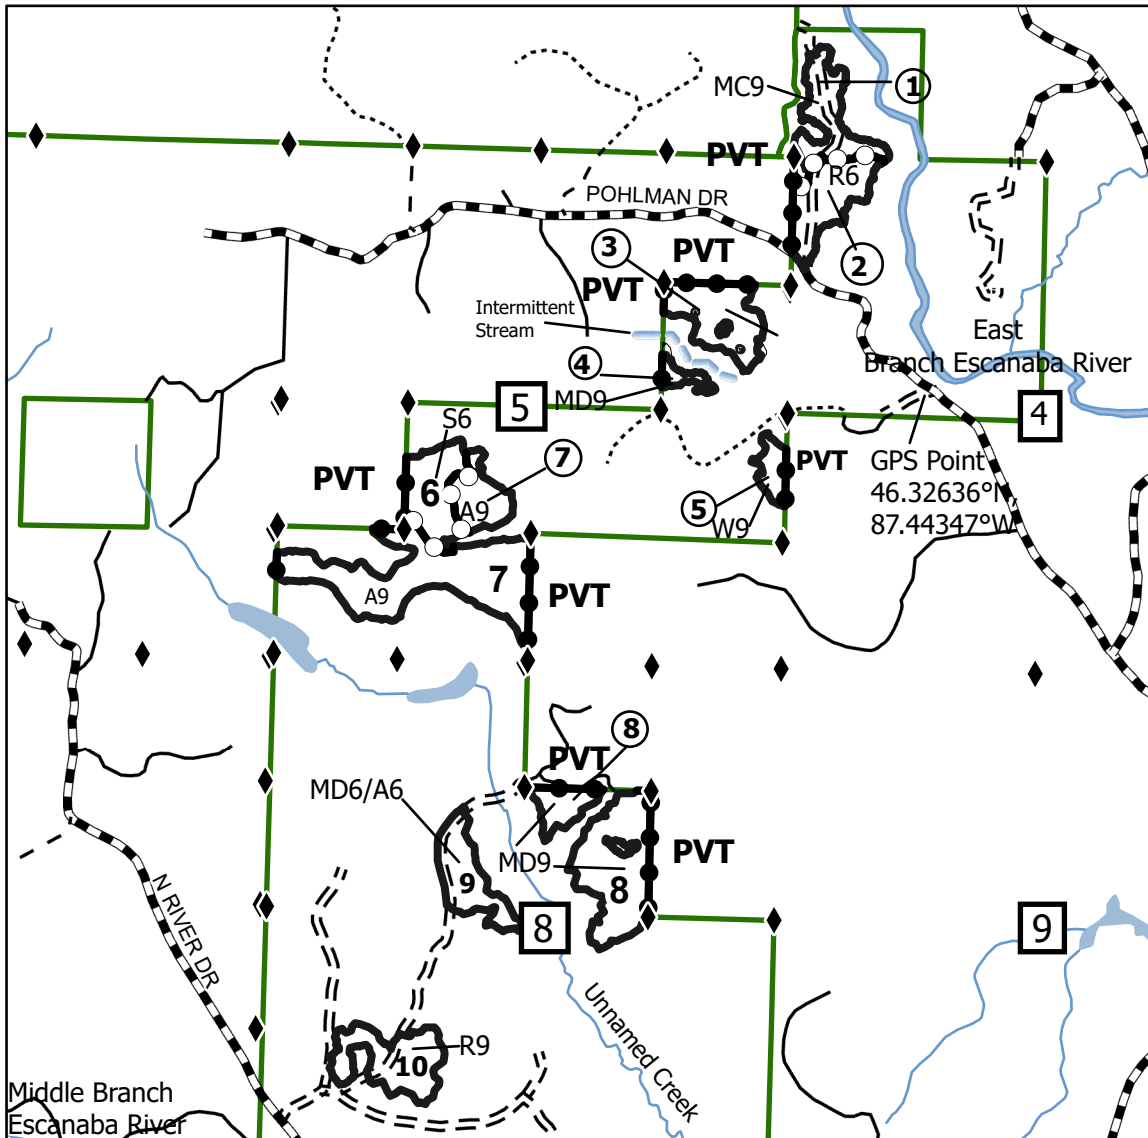 MC9
1
PVT
R6
POHLMAN DR
2
3
PVT
PVT
Intermittent
Stream
East
Branch Escanaba River
4
MD9
5
4
S6
PVT
6
7
A9
PVT
5
W9
GPS Point
46.32636°N,
87.44347°W
7
PVT
A9
8
PVT
MD6/A6
MD9
PVT
9
8
8
9
N RIVER DR
Unnamed Creek
R9
10
Middle Branch
Escanaba River